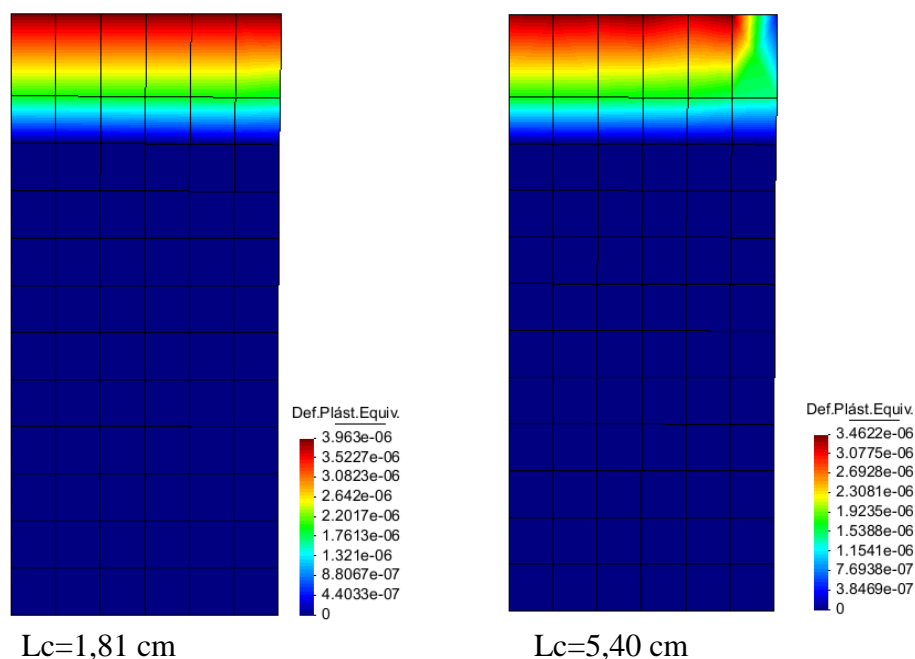 Def.Plást.Equiv.
3.963e-06
3.5227e-06
3.0823e-06
2.642e-06
2.2017e-06
1.7613e-06
1.321e-06
8.8067e-07
4.4033e-07
0
Lc=1,81 cm
Def.Plást.Equiv.
3.4622e-06
3.0775e-06
2.6928e-06
2.3081e-06
1.9235e-06
1.5388e-06
1.1541e-06
7.6938e-07
3.8469e-07
0
Lc=5,40 cm